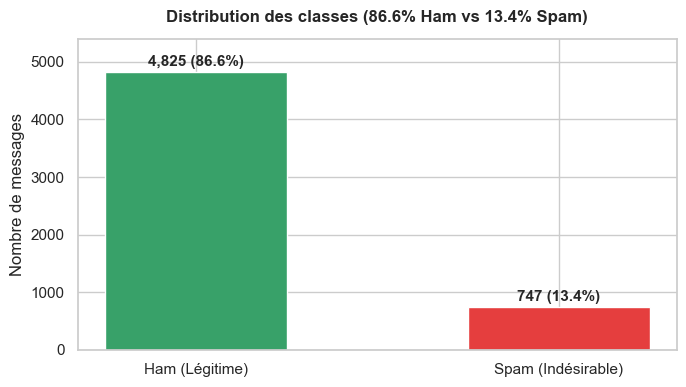 Distribution des classes (86.6% Ham vs 13.4% Spam)
Nombre de messages
5000
4000
3000
2000
1000
0
4,825 (86.6%)
747 (13.4%)
Ham (Légitime)
Spam (Indésirable)